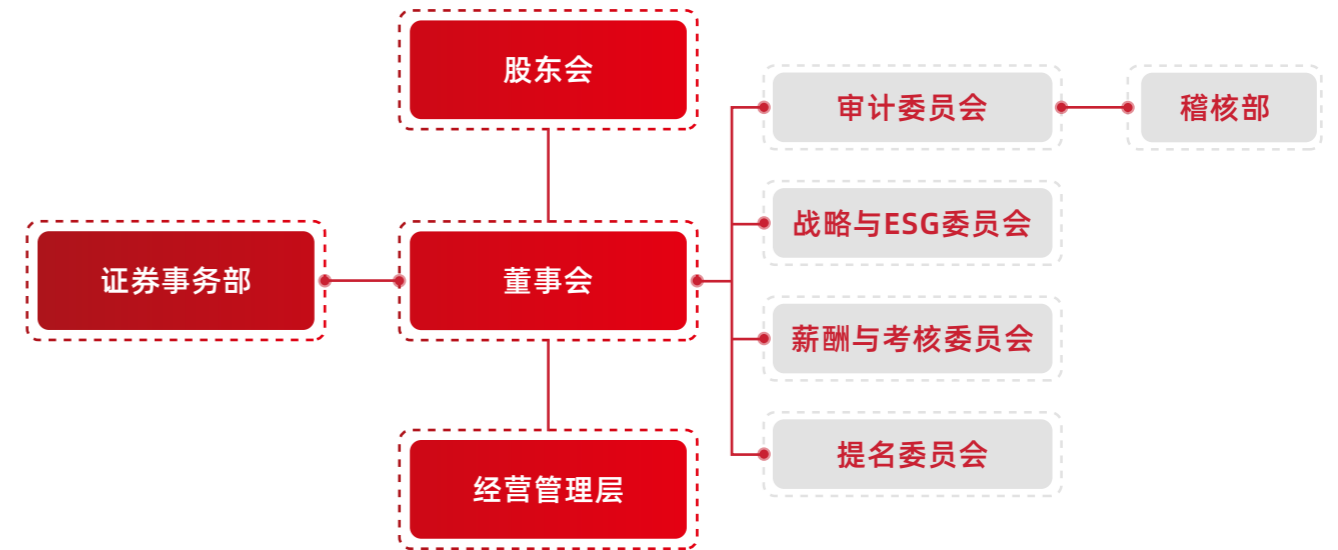 股东会
审计委员会
稽核部
战略与ESG委员会
证券事务部
董事会
薪酬与考核委员会
提名委员会
经营管理层